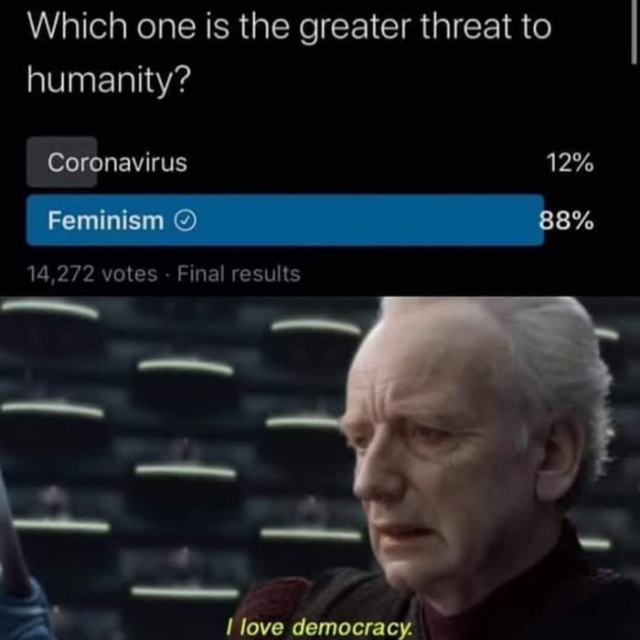 Which one is the greater threat to
humanity?
Coronavirus 12%
Feminism 88%
14,272 votes · Final results
I love democracy.